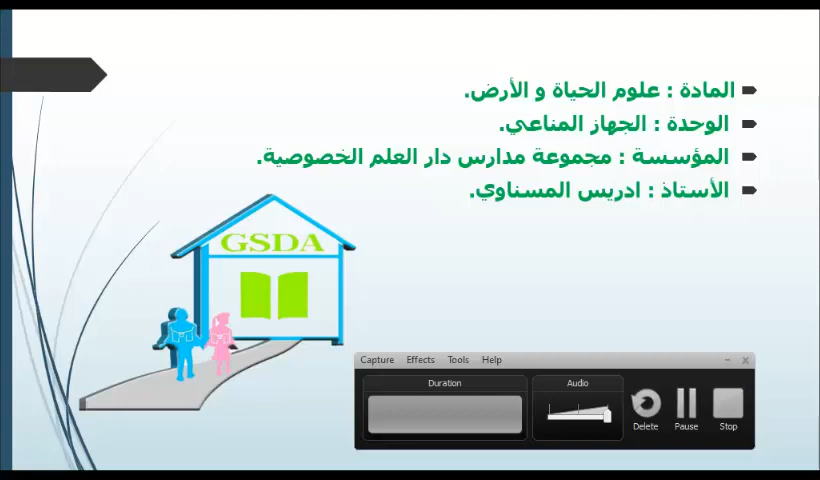 المادة : علوم الحياة و الأرض.
الوحدة : الجهاز المناعي.
المؤسسة : مجموعة مدارس دار العلم الخصوصية.
الأستاذ : ادريس المسناوي.
GSDA
Capture Effects Tools Help
Duration Audio
Delete Pause Stop